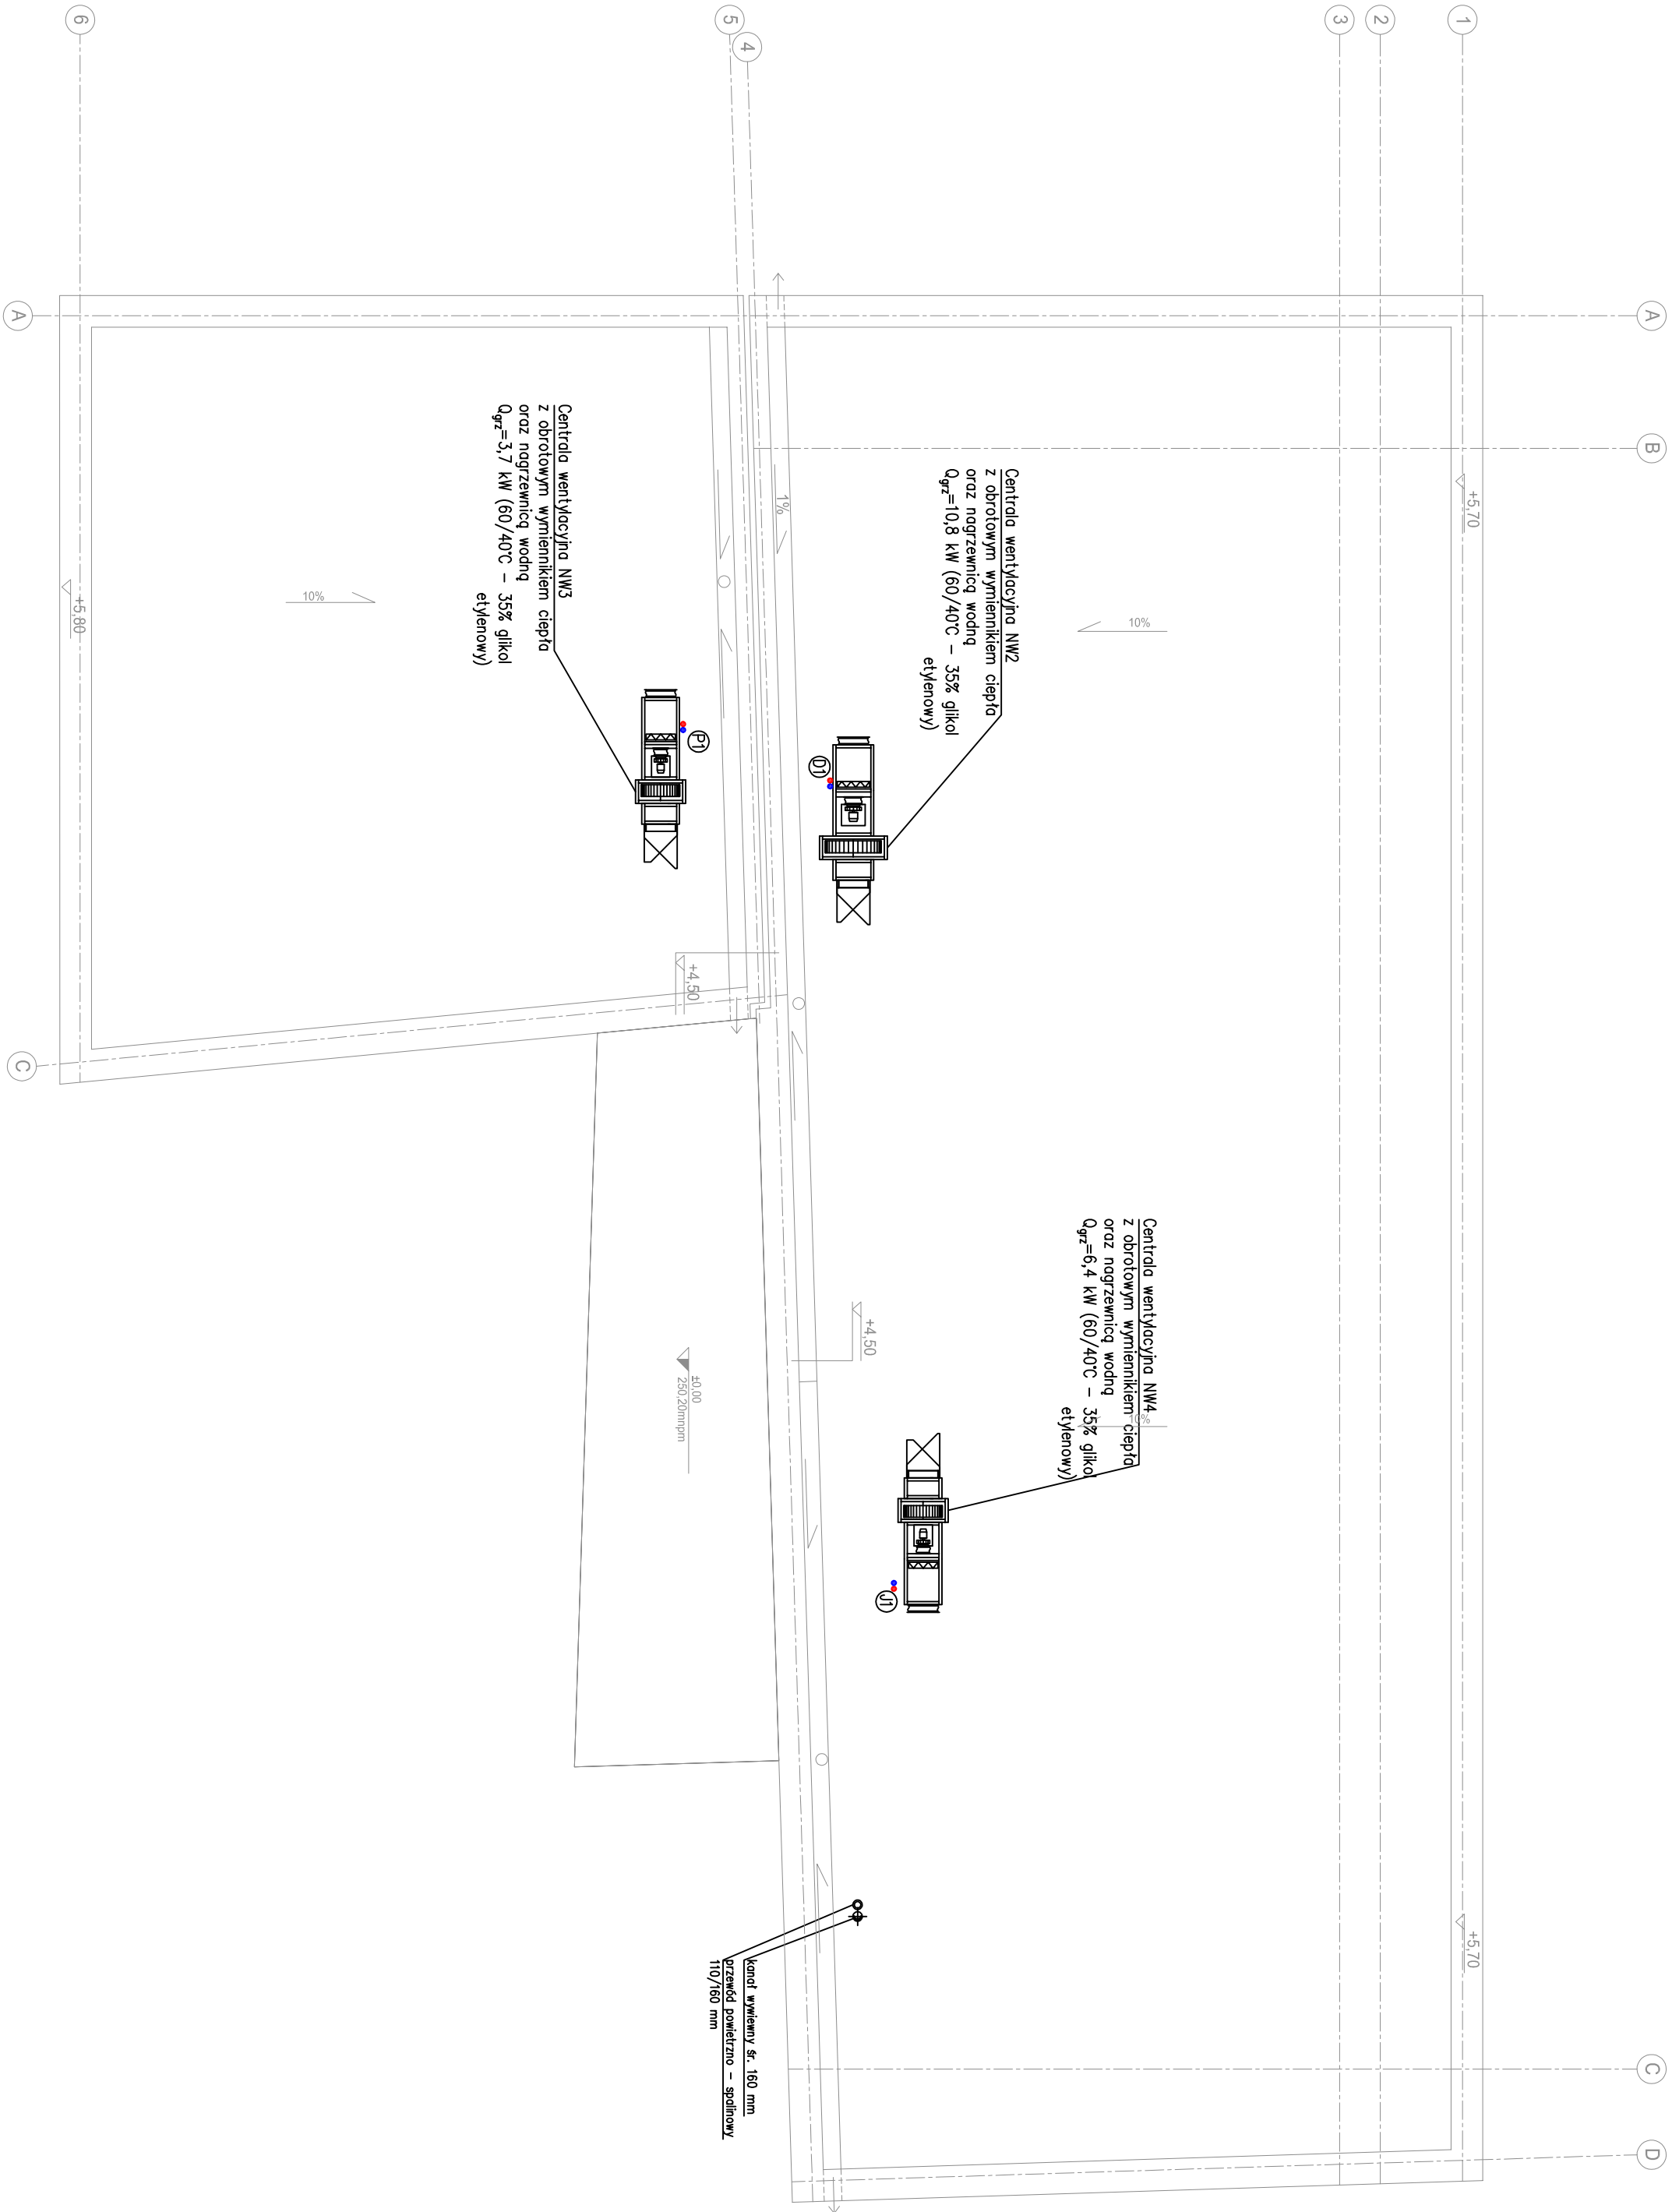 6
5
4
3
2
1
A
A
B
+5,70
Centrala wentylacyjna NW3
z obrotowym wymiennikiem ciepła
oraz nagrzewnicą wodną
Qgrz=3,7 kW (60/40°C – 35% glikol
etylenowy)
Centrala wentylacyjna NW2
z obrotowym wymiennikiem ciepła
oraz nagrzewnicą wodną
Qgrz=10,8 kW (60/40°C – 35% glikol
etylenowy)
1%
10%
+5,80
10%
P1
D1
+4,50
C
Centrala wentylacyjna NW4
z obrotowym wymiennikiem ciepła
oraz nagrzewnicą wodną
Qgrz=6,4 kW (60/40°C – 35% glikol
etylenowy)
10%
+4,50
±0,00
250,20mnpm
J1
+5,70
kanał wywiewny śr. 160 mm
przewód powietrzno – spalinowy
110/160 mm
C
D